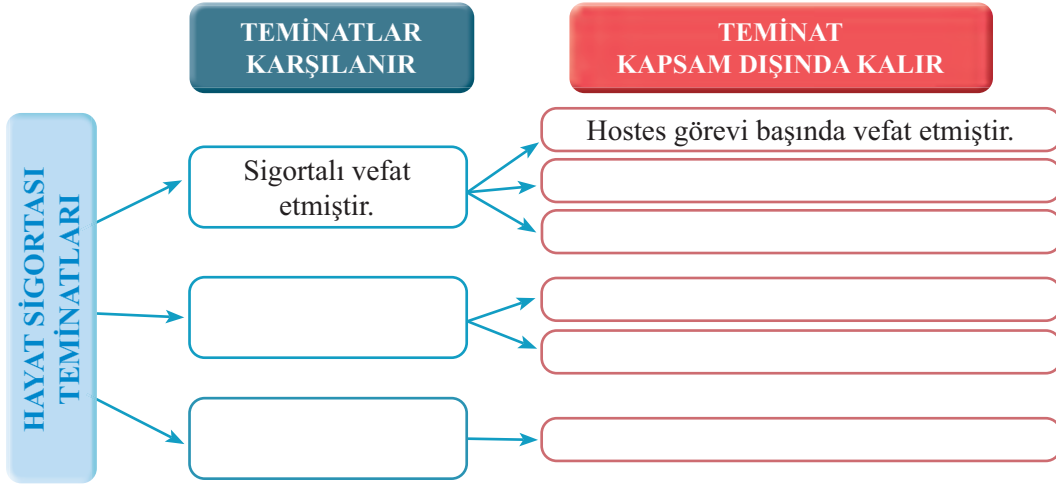 TEMİNATLAR
KARŞILANIR
TEMİNAT
KAPSAM DIŞINDA KALIR
HAYAT SİGORTASI
TEMİNATLARI
Sigortalı vefat
etmiştir.
Hostes görevi başında vefat etmiştir.